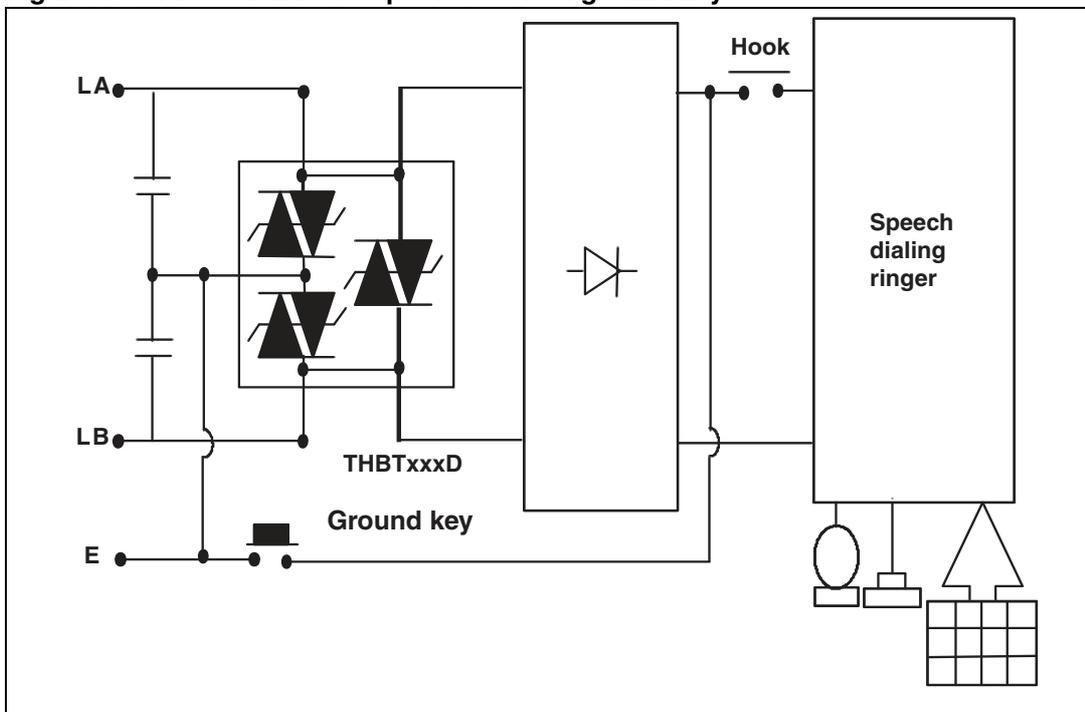 Hook
LA
Speech
dialing
ringer
LB
THBTxxxD
Ground key
E